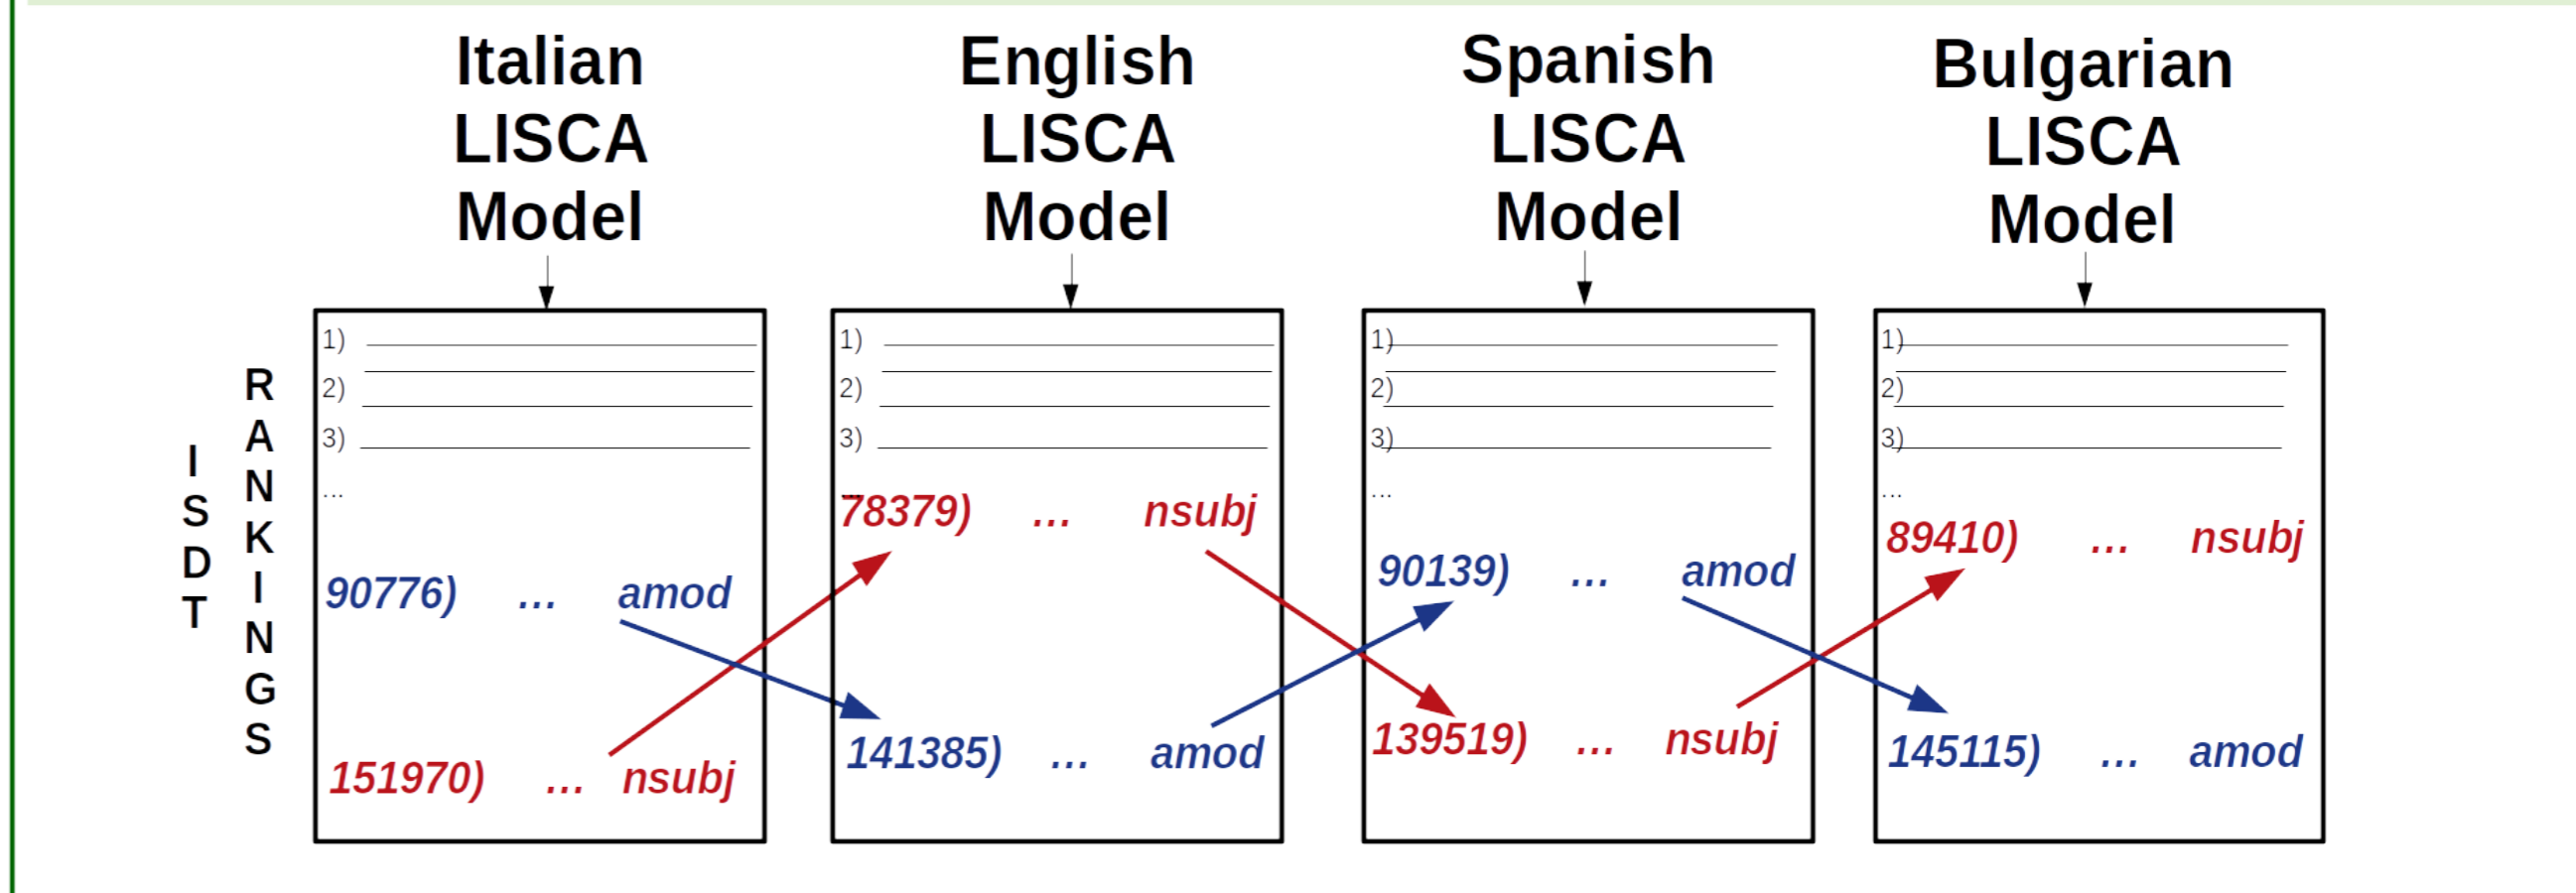 Italian
LISCA
Model
English
LISCA
Model
Spanish
LISCA
Model
Bulgarian
LISCA
Model
ISDT
RANKINGS
1)
2)
3)
...
90776) ... amod
151970) ... nsubj
1)
2)
3)
...
78379) ... nsubj
141385) ... amod
1)
2)
3)
...
90139) ... amod
139519) ... nsubj
1)
2)
3)
...
89410) ... nsubj
145115) ... amod